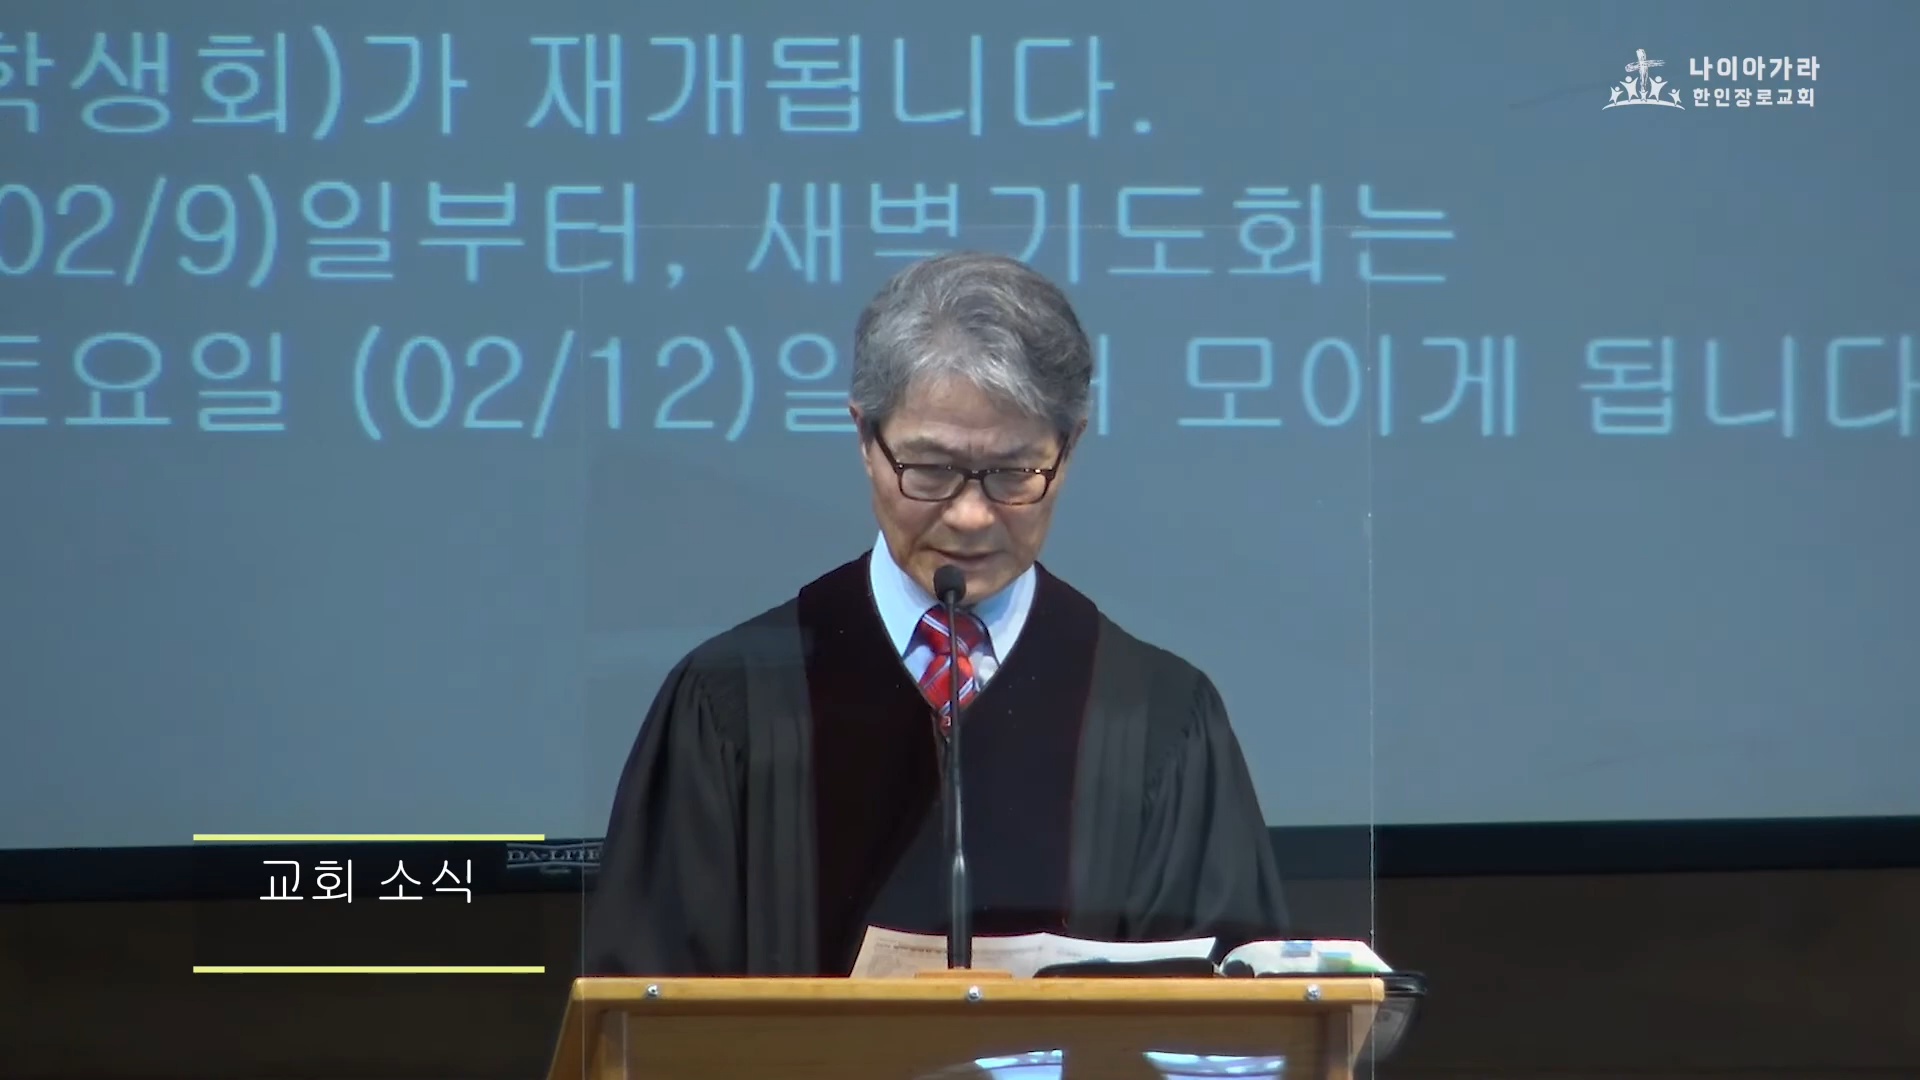 학생회)가 재개됩니다.
02/9)일부터, 새벽기도회는
토요일 (02/12)일 모이게 됩니다
나이아가라
한인장로교회
교회 소식
DA-LITE